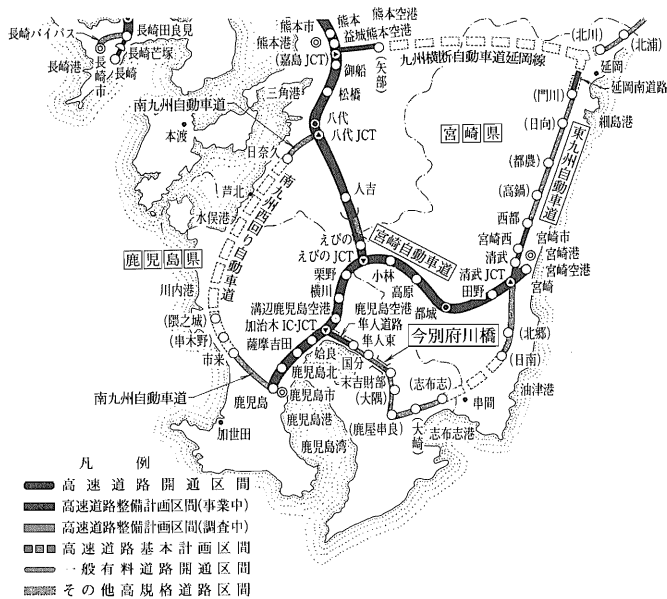 長崎バイパス
長崎田良見
長崎芒塚
長崎港
長崎市
長崎
熊本市
熊本
熊本空港
益城熊本空港
熊本港
(嘉島JCT)
御船
(矢部)
九州横断自動車道延岡線
(北川)
(北浦)
延岡
延岡南道路
松橋
三角港
南九州自動車道
八代
八代JCT
本渡
日奈久
宮崎県
(門川)
(日向)
細島港
(都農)
東九州自動車道
(高鍋)
芦北
水俣港
南九州西回り自動車道
人吉
西都
えびの
えびのJCT
宮崎自動車道
宮崎西
宮崎市
清武
宮崎港
清武JCT
宮崎空港
宮崎
鹿児島県
栗野
小林
高原
田野
横川
川内港
溝辺鹿児島空港
鹿児島空港
都城
(隈之城)
加治木IC·JCT
隼人道路
隼人東
今別府川橋
(北郷)
(串木野)
薩摩吉田
姶良
国分
(日南)
市来
鹿児島北
末吉財部
(大隅)
(志布志)
串間
油津港
南九州自動車道
鹿児島
鹿児島市
鹿児島港
(鹿屋串良)
(大崎)
志布志港
加世田
鹿児島湾
凡 例
高速道路開通区間
高速道路整備計画区間(事業中)
高速道路整備計画区間(調査中)
高速道路基本計画区間
一般有料道路開通区間
その他高規格道路区間